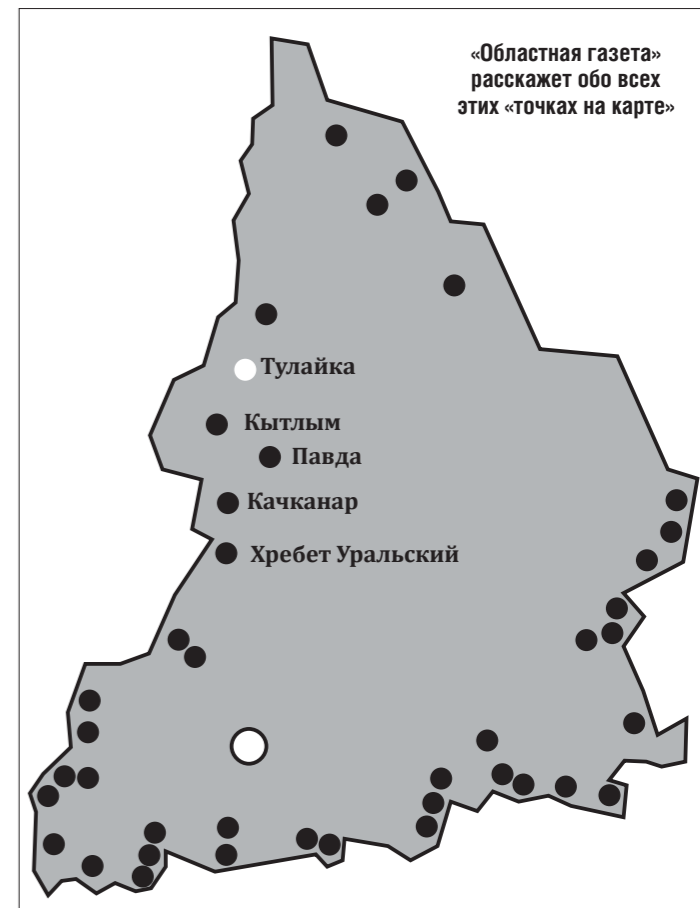 «Областная газета»
расскажет обо всех
этих «точках на карте»
Тулайка
Кытлым
Павда
Качканар
Хребет Уральский